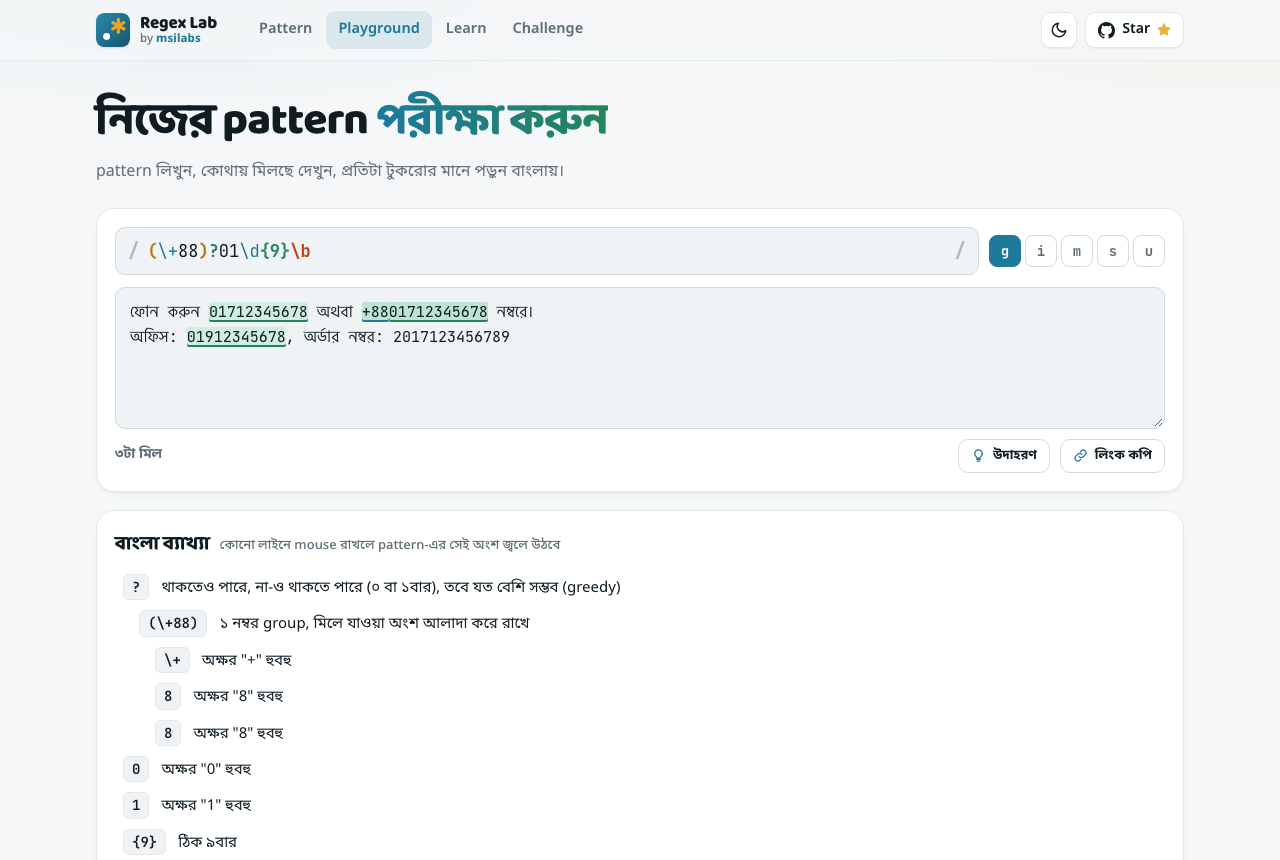 Regex Lab
by msilabs
Pattern
Playground
Learn
Challenge
Star
নিজের pattern পরীক্ষা করুন
pattern লিখুন, কোথায় মিলছে দেখুন, প্রতিটা টুকরোর মানে পড়ুন বাংলায়।
/ (\+88)?01\d{9}\b /
g i m s u
ফোন করুন 01712345678 অথবা +8801712345678 নম্বরে।
অফিস: 01912345678, অর্ডার নম্বর: 2017123456789
৩টা মিল
উদাহরণ
লিংক কপি
বাংলা ব্যাখ্যা কোনো লাইনে mouse রাখলে pattern-এর সেই অংশ জ্বলে উঠবে
? থাকতেও পারে, না-ও থাকতে পারে (০ বা ১বার), তবে যত বেশি সম্ভব (greedy)
(\+88) ১ নম্বর group, মিলে যাওয়া অংশ আলাদা করে রাখে
\+ অক্ষর "+" হুবহু
8 অক্ষর "8" হুবহু
8 অক্ষর "8" হুবহু
0 অক্ষর "0" হুবহু
1 অক্ষর "1" হুবহু
{9} ঠিক ৯বার